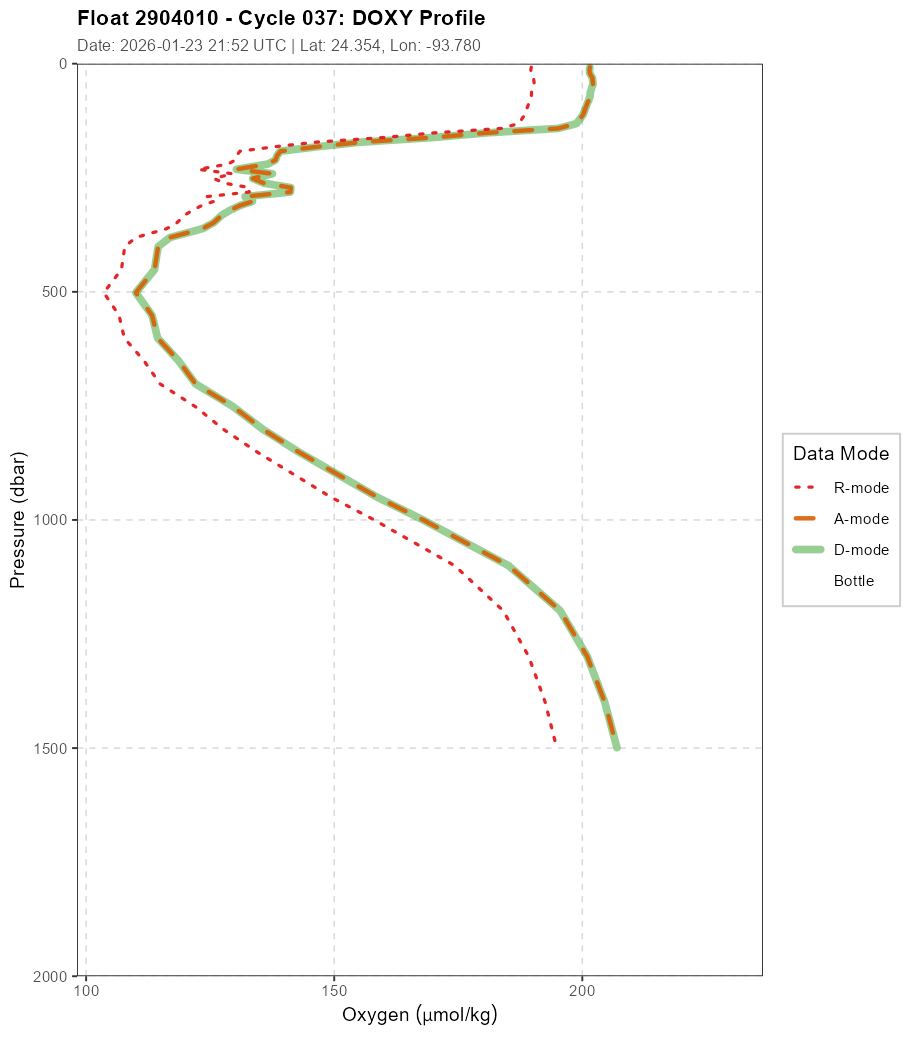 Float 2904010 - Cycle 037: DOXY Profile
Date: 2026-01-23 21:52 UTC | Lat: 24.354, Lon: -93.780
0
500
1000
1500
2000
Pressure (dbar)
100
150
200
Oxygen (μmol/kg)
Data Mode
R-mode
A-mode
D-mode
Bottle